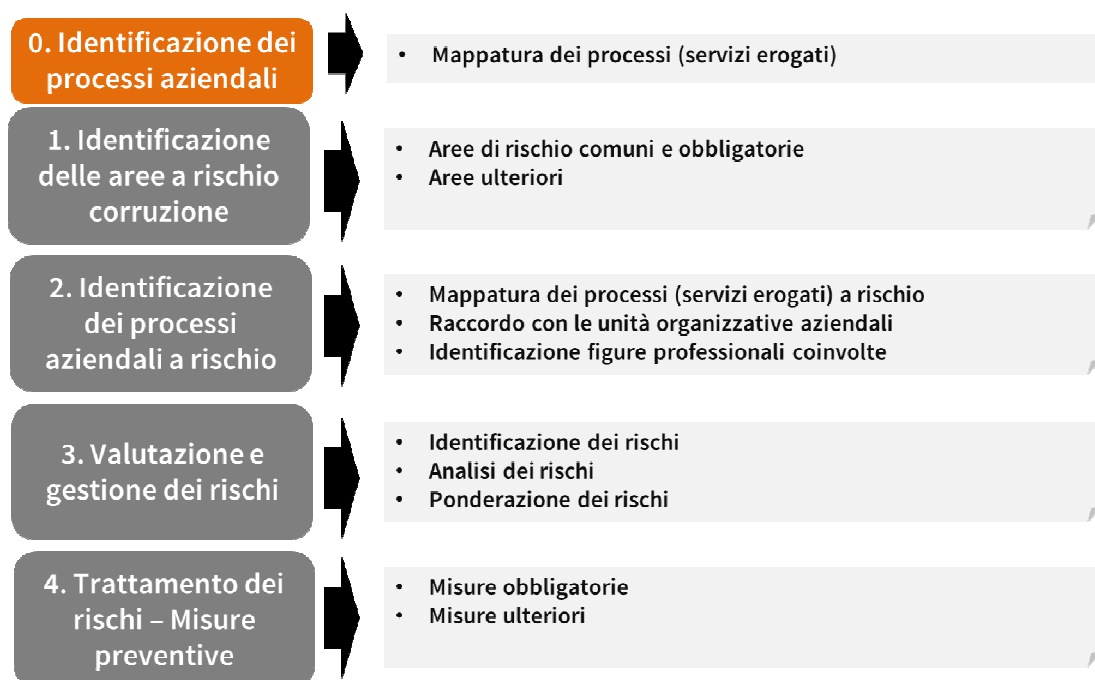 0. Identificazione dei
processi aziendali
• Mappatura dei processi (servizi erogati)
1. Identificazione
delle aree a rischio
corruzione
• Aree di rischio comuni e obbligatorie
• Aree ulteriori
2. Identificazione
dei processi
aziendali a rischio
• Mappatura dei processi (servizi erogati) a rischio
• Raccordo con le unità organizzative aziendali
• Identificazione figure professionali coinvolte
3. Valutazione e
gestione dei rischi
• Identificazione dei rischi
• Analisi dei rischi
• Ponderazione dei rischi
4. Trattamento dei
rischi – Misure
preventive
• Misure obbligatorie
• Misure ulteriori